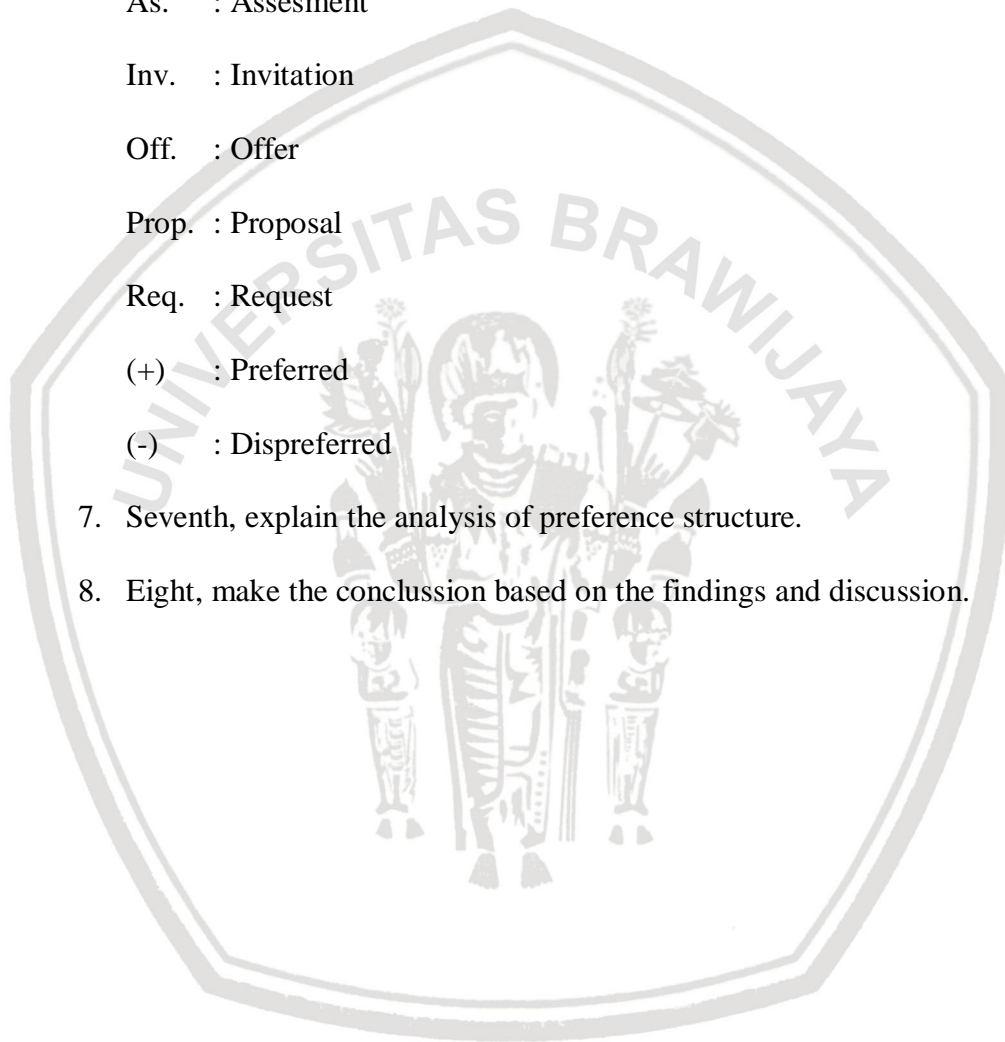 As. : Assesment
Inv. : Invitation
Off. : Offer
Prop. : Proposal
UNIVERSITAS BRAWIJAYA
Req. : Request
(+) : Preferred
(-) : Dispreferred
7. Seventh, explain the analysis of preference structure.
8. Eight, make the conclussion based on the findings and discussion.